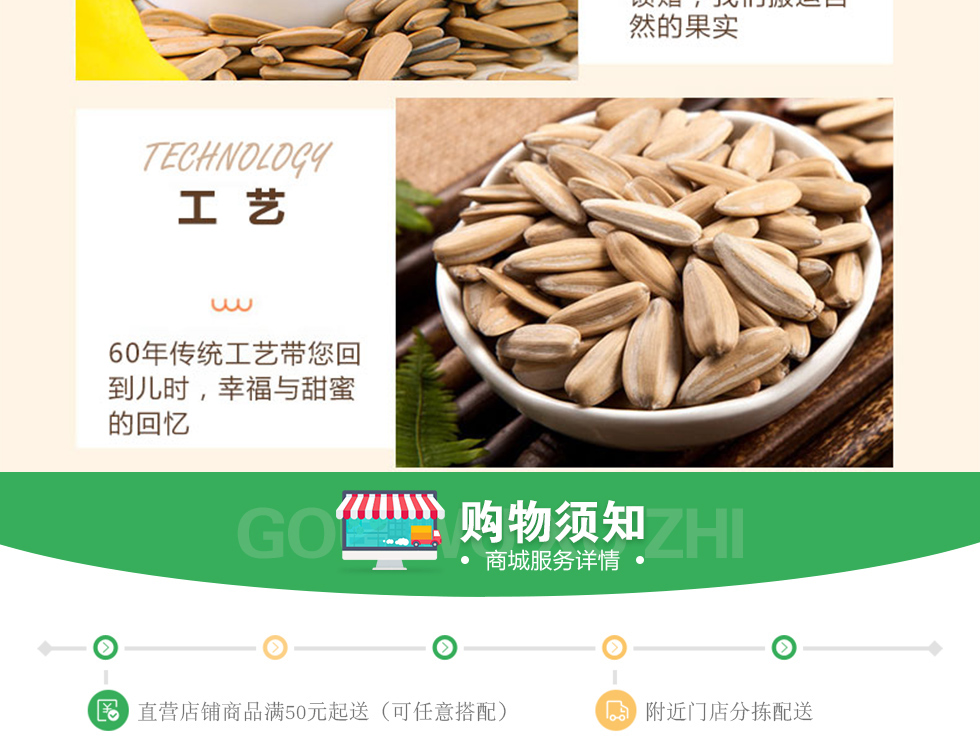 然的果实
TECHNOLOGY
工 艺
60年传统工艺带您回
到儿时，幸福与甜蜜
的回忆
购物须知
• 商城服务详情 •
直营店铺商品满50元起送（可任意搭配）
附近门店分拣配送